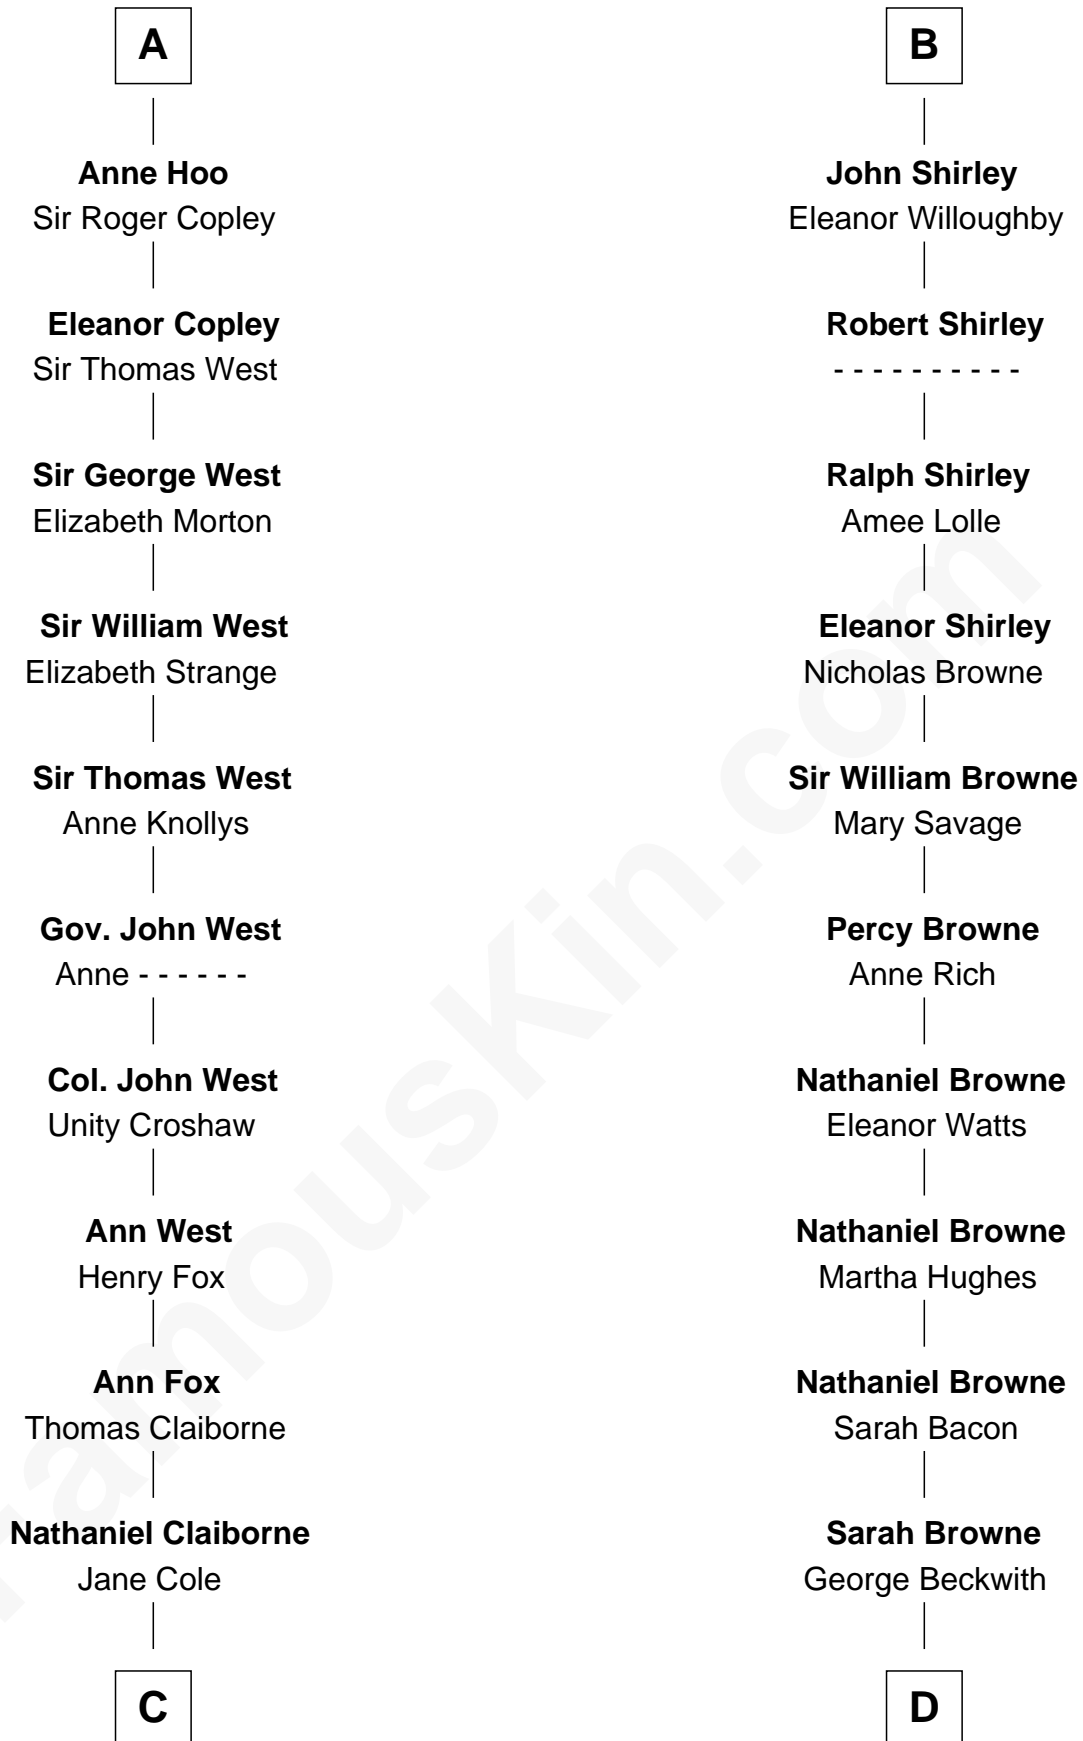 A
Anne Hoo
Sir Roger Copley
Eleanor Copley
Sir Thomas West
Sir George West
Elizabeth Morton
Sir William West
Elizabeth Strange
Sir Thomas West
Anne Knollys
Gov. John West
Anne - - - - - -
Col. John West
Unity Croshaw
Ann West
Henry Fox
Ann Fox
Thomas Claiborne
Nathaniel Claiborne
Jane Cole
C
B
John Shirley
Eleanor Willoughby
Robert Shirley
- - - - - - - - - -
Ralph Shirley
Amee Lolle
Eleanor Shirley
Nicholas Browne
Sir William Browne
Mary Savage
Percy Browne
Anne Rich
Nathaniel Browne
Eleanor Watts
Nathaniel Browne
Martha Hughes
Nathaniel Browne
Sarah Bacon
Sarah Browne
George Beckwith
D
FamousKin.com